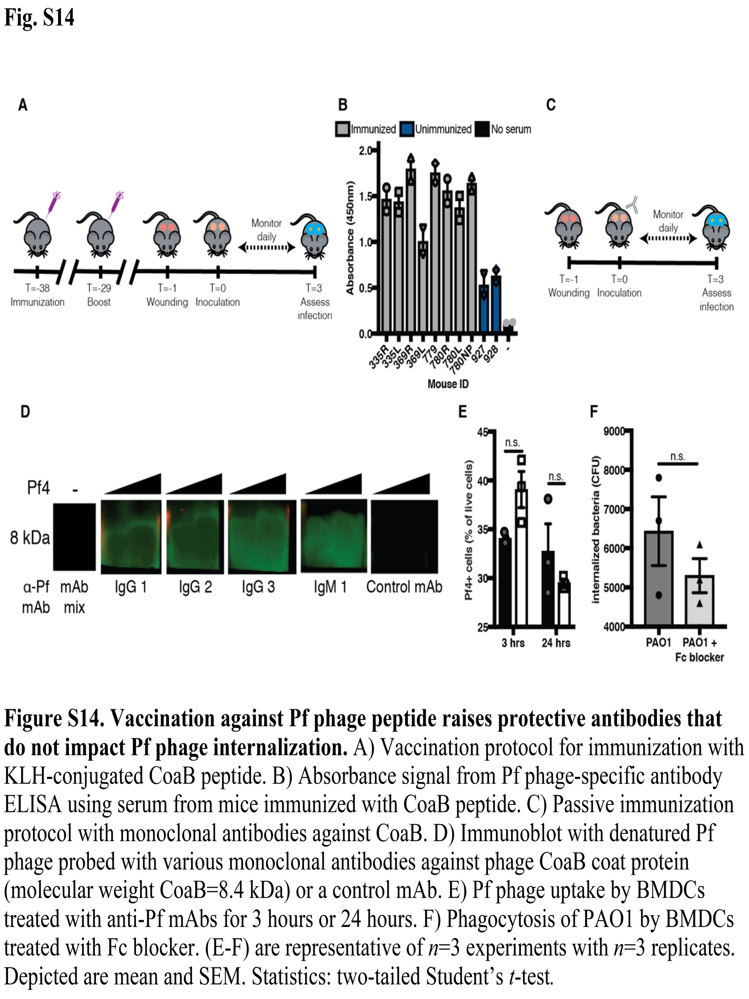 Fig. S14
A
T=-38
Immunization
T=-29
Boost
T=-1
Wounding
T=0
Inoculation
Monitor
daily
T=3
Assess
infection
B
Immunized Unimmunized No serum
Absorbance (450nm)
2.0
1.5
1.0
0.5
0.0
335R
335L
369R
369L
779
780R
780L
780NP
927
928
-
Mouse ID
C
T=-1
Wounding
T=0
Inoculation
Monitor
daily
T=3
Assess
infection
D
Pf4 -
8 kDa
α-Pf
mAb
mAb
mix
IgG 1
IgG 2
IgG 3
IgM 1
Control mAb
E
Pf4+ cells (% of live cells)
45
40
35
30
25
n.s.
n.s.
3 hrs
24 hrs
F
internalized bacteria (CFU)
9000
8000
7000
6000
5000
4000
n.s.
PAO1
PAO1 +
Fc blocker
Figure S14. Vaccination against Pf phage peptide raises protective antibodies that
do not impact Pf phage internalization. A) Vaccination protocol for immunization with
KLH-conjugated CoaB peptide. B) Absorbance signal from Pf phage-specific antibody
ELISA using serum from mice immunized with CoaB peptide. C) Passive immunization
protocol with monoclonal antibodies against CoaB. D) Immunoblot with denatured Pf
phage probed with various monoclonal antibodies against phage CoaB coat protein
(molecular weight CoaB=8.4 kDa) or a control mAb. E) Pf phage uptake by BMDCs
treated with anti-Pf mAbs for 3 hours or 24 hours. F) Phagocytosis of PAO1 by BMDCs
treated with Fc blocker. (E-F) are representative of n=3 experiments with n=3 replicates.
Depicted are mean and SEM. Statistics: two-tailed Student’s t-test.